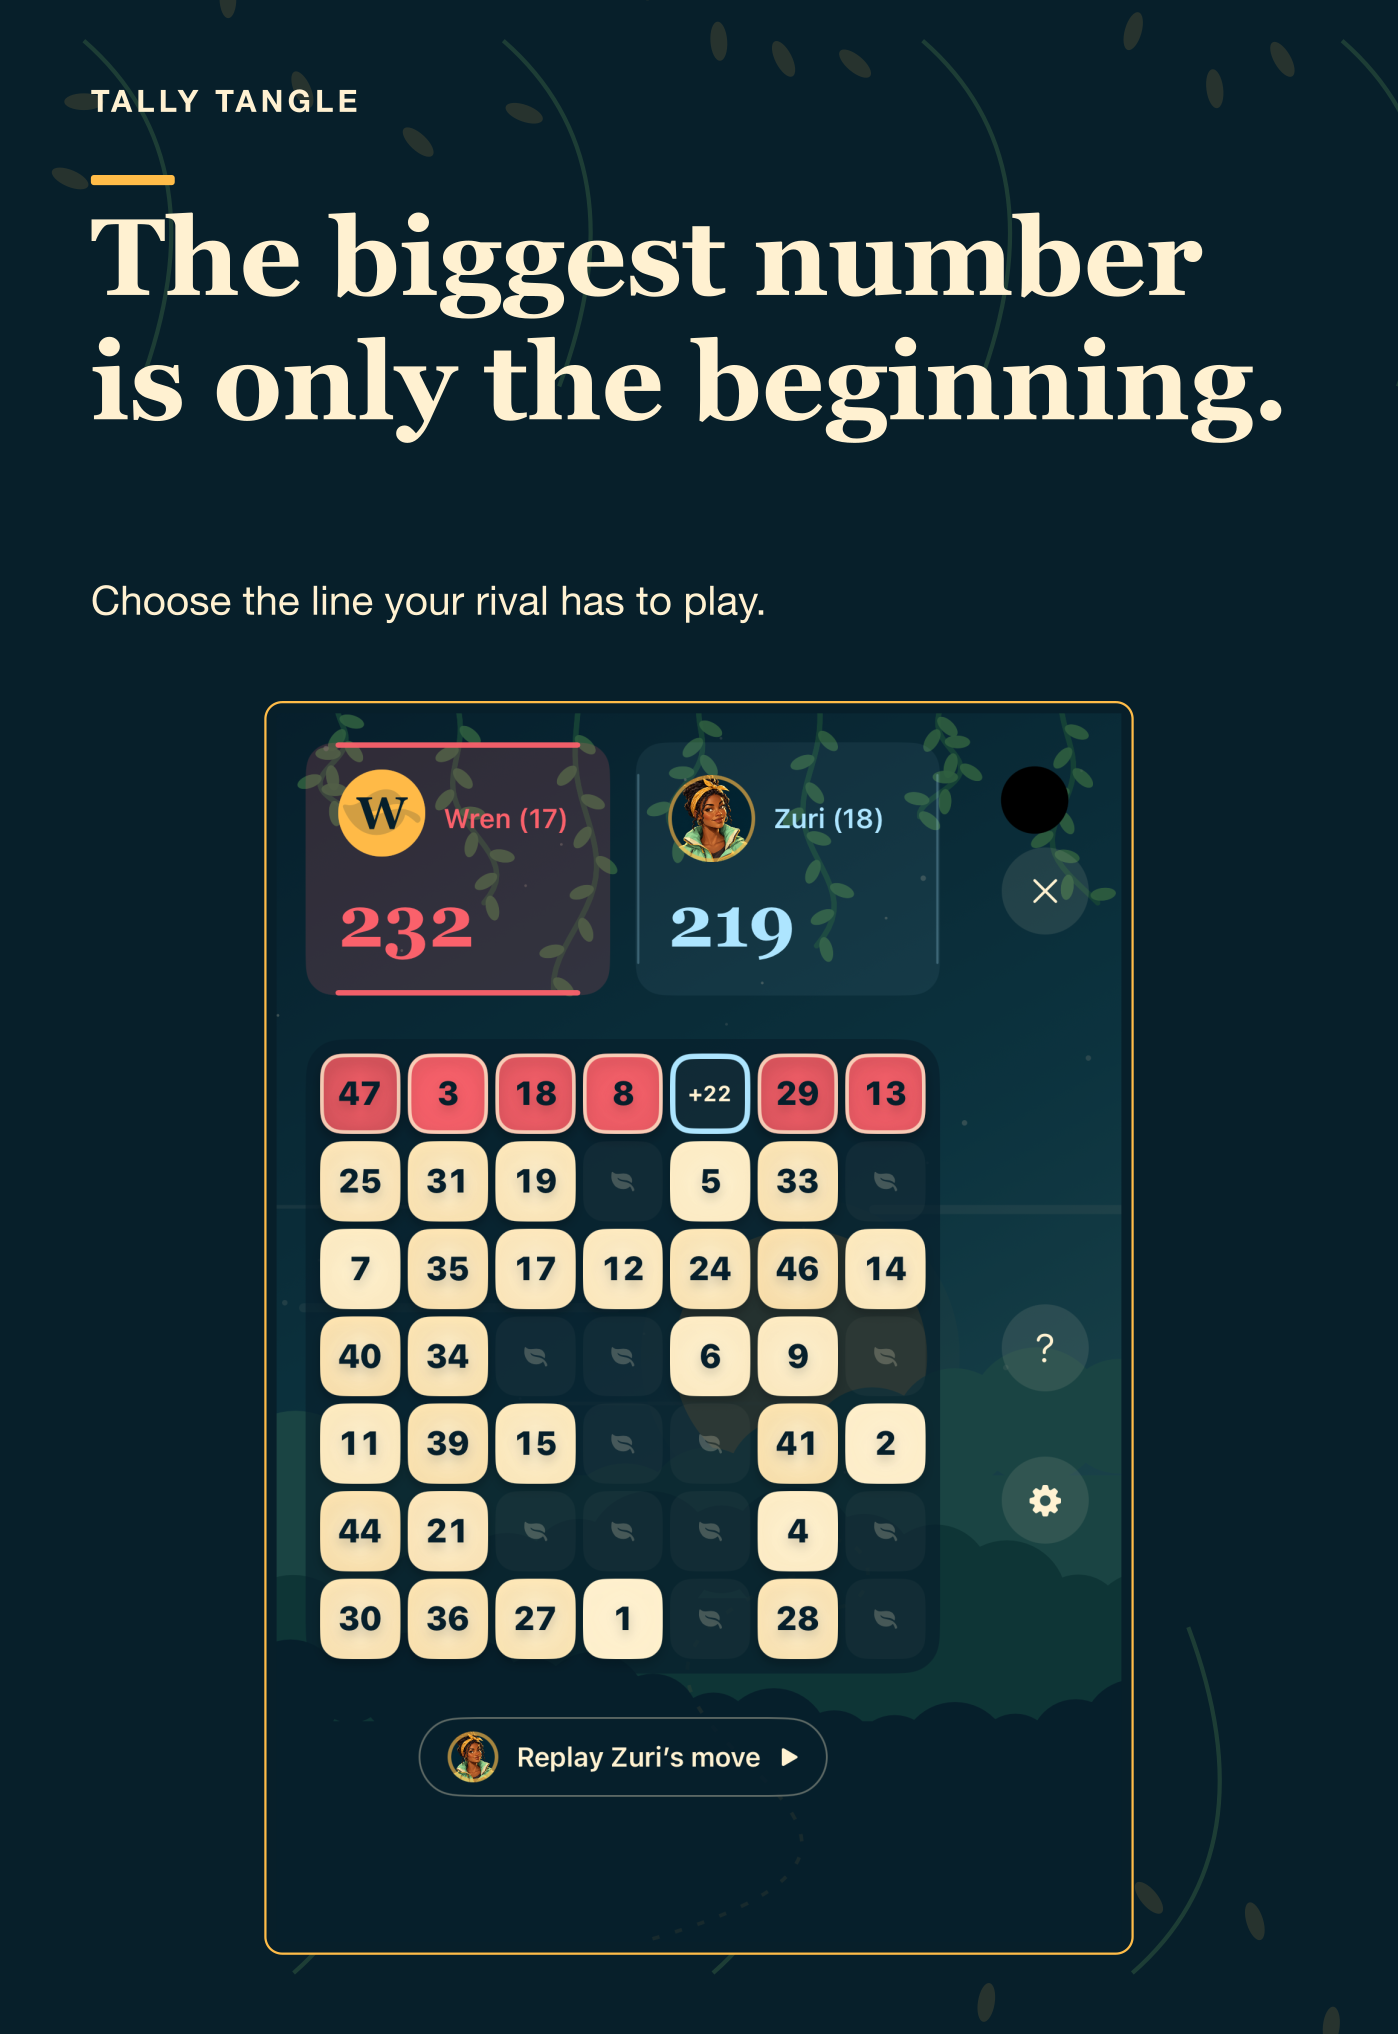 TALLY TANGLE
The biggest number
is only the beginning.
Choose the line your rival has to play.
W Wren (17)
Zuri (18)
232
219
47 3 18 8 +22 29 13
25 31 19 5 33
7 35 17 12 24 46 14
?
40 34 6 9
11 39 15 41 2
44 21 4
30 36 27 1 28
Replay Zuri’s move